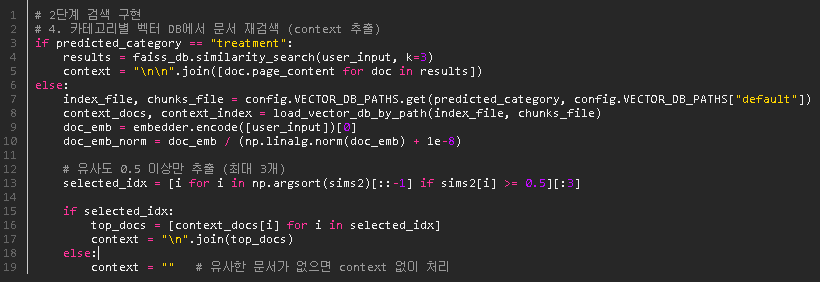 1 # 2단계 검색 구현
2 # 4. 카테고리별 벡터 DB에서 문서 재검색 (context 추출)
3 if predicted_category == "treatment":
4     results = faiss_db.similarity_search(user_input, k=3)
5     context = "\n\n".join([doc.page_content for doc in results])
6 else:
7     index_file, chunks_file = config.VECTOR_DB_PATHS.get(predicted_category, config.VECTOR_DB_PATHS["default"])
8     context_docs, context_index = load_vector_db_by_path(index_file, chunks_file)
9     doc_emb = embedder.encode([user_input])[0]
10     doc_emb_norm = doc_emb / (np.linalg.norm(doc_emb) + 1e-8)
11
12     # 유사도 0.5 이상만 추출 (최대 3개)
13     selected_idx = [i for i in np.argsort(sims2)[::-1] if sims2[i] >= 0.5][:3]
14
15     if selected_idx:
16         top_docs = [context_docs[i] for i in selected_idx]
17         context = "\n".join(top_docs)
18     else:
19         context = ""   # 유사한 문서가 없으면 context 없이 처리